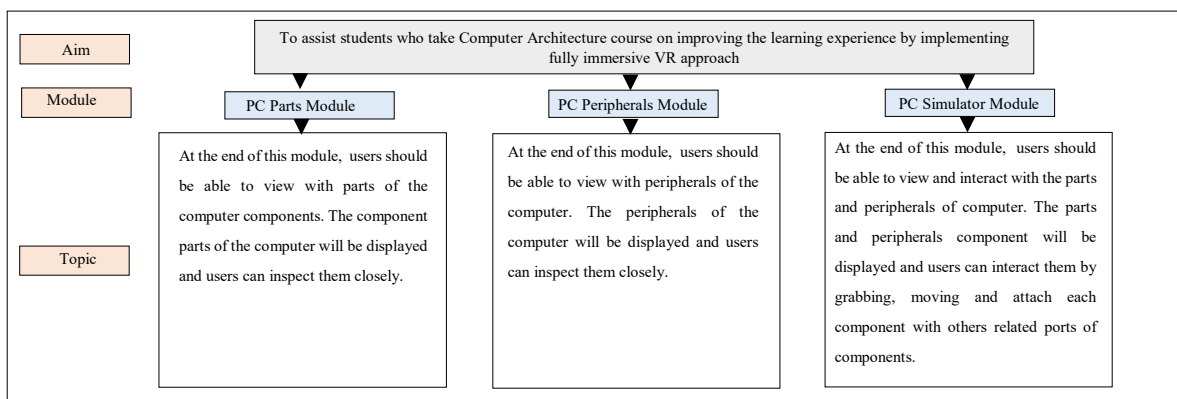 Aim
To assist students who take Computer Architecture course on improving the learning experience by implementing
fully immersive VR approach
Module
PC Parts Module
PC Peripherals Module
PC Simulator Module
Topic
At the end of this module, users should
be able to view with parts of the
computer components. The component
parts of the computer will be displayed
and users can inspect them closely.
At the end of this module, users should
be able to view with peripherals of the
computer. The peripherals of the
computer will be displayed and users
can inspect them closely.
At the end of this module, users should
be able to view and interact with the parts
and peripherals of computer. The parts
and peripherals component will be
displayed and users can interact them by
grabbing, moving and attach each
component with others related ports of
components.